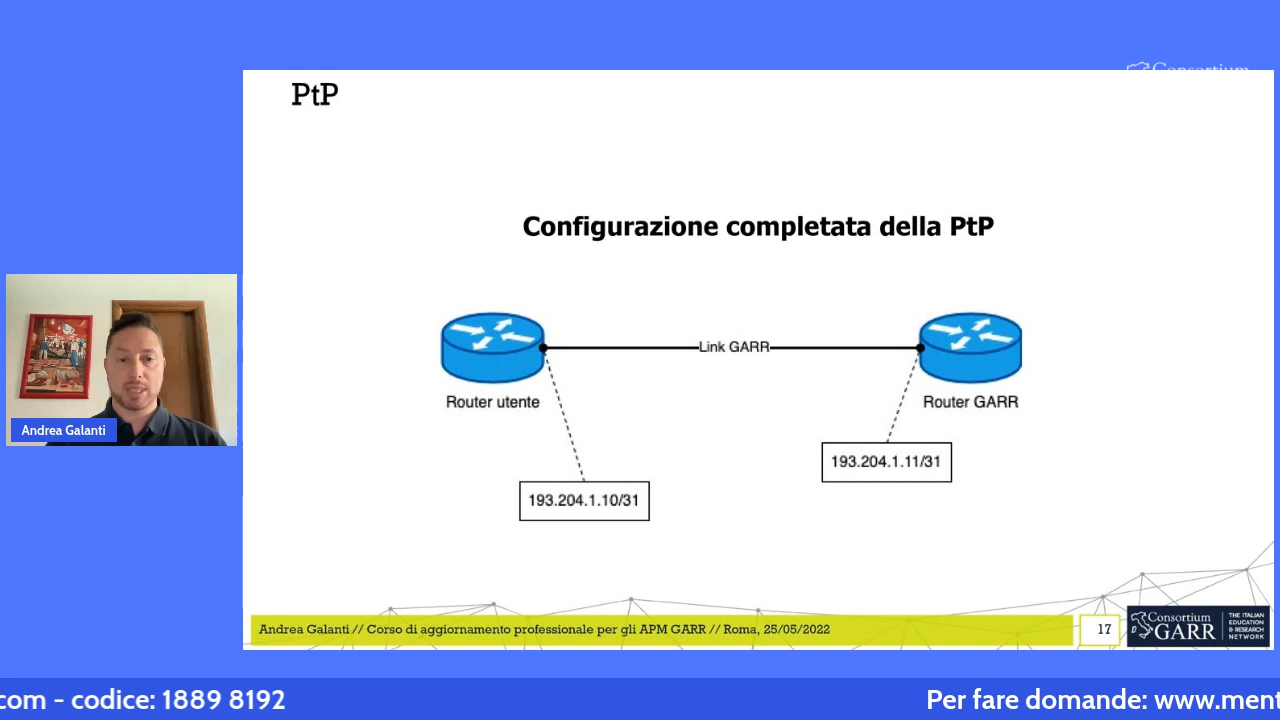 Consortium
PtP
Configurazione completata della PtP
Link GARR
Router utente
Router GARR
193.204.1.11/31
193.204.1.10/31
Andrea Galanti
Andrea Galanti // Corso di aggiornamento professionale per gli APM GARR // Roma, 25/05/2022
17
Consortium
GARR
THE ITALIAN
EDUCATION
& RESEARCH
NETWORK
com - codice: 1889 8192
Per fare domande: www.ment